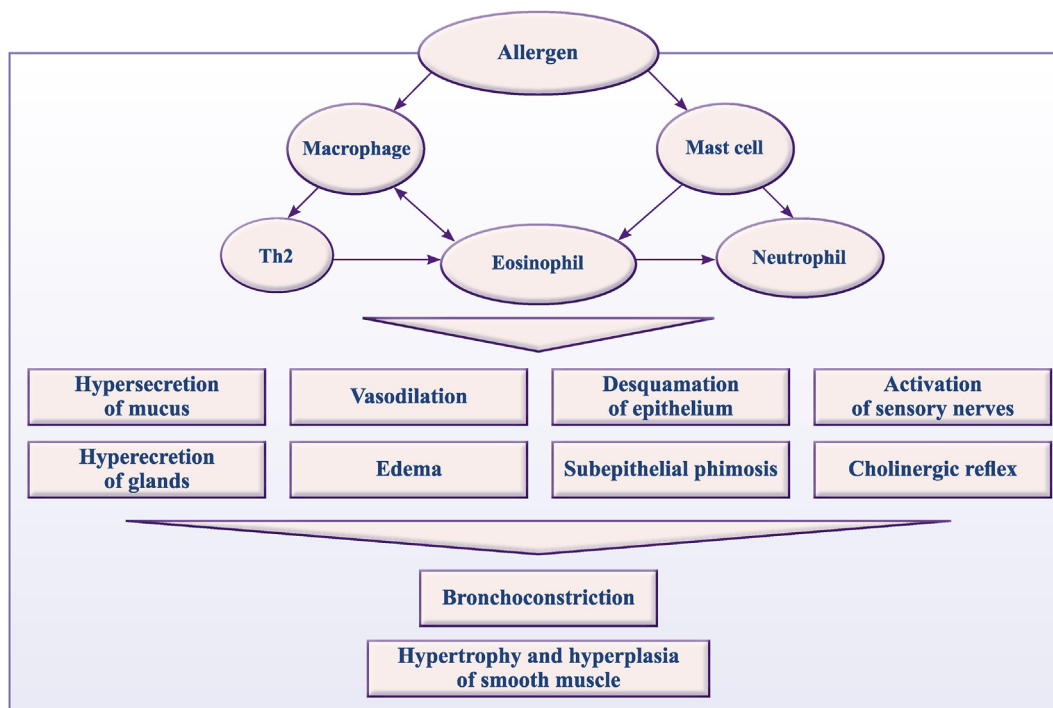 Allergen
Macrophage
Mast cell
Th2
Eosinophil
Neutrophil
Hypersecretion
of mucus
Vasodilation
Desquamation
of epithelium
Activation
of sensory nerves
Hyperecretion
of glands
Edema
Subepithelial phimosis
Cholinergic reflex
Bronchoconstriction
Hypertrophy and hyperplasia
of smooth muscle